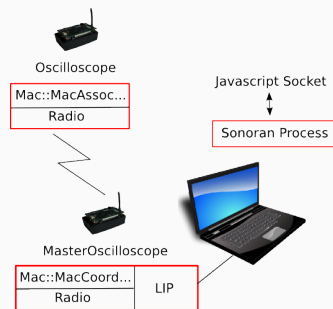 Oscilloscope
Mac::MacAssoc...
Radio
Javascript Socket
Sonoran Process
MasterOscilloscope
Mac::MacCoord...
Radio
LIP